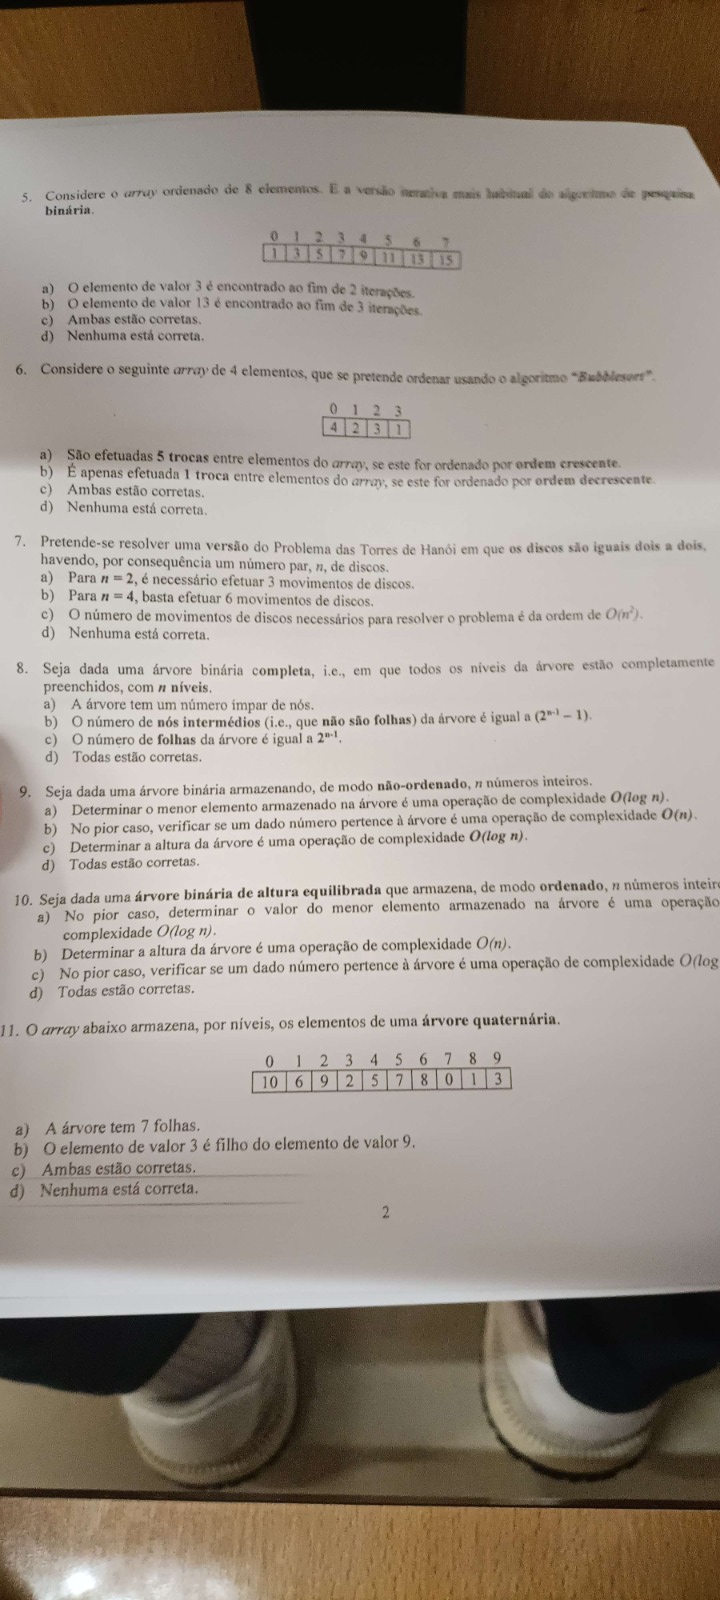 5. Considere o array ordenado de 8 elementos. E a versão iterativa mais habitual do algoritmo de pesquisa
binária.
0 1 2 3 4 5 6 7
1 3 5 7 9 11 13 15
a) O elemento de valor 3 é encontrado ao fim de 2 iterações.
b) O elemento de valor 13 é encontrado ao fim de 3 iterações.
c) Ambas estão corretas.
d) Nenhuma está correta.
6. Considere o seguinte array de 4 elementos, que se pretende ordenar usando o algoritmo "Bubblesort".
0 1 2 3
4 2 3 1
a) São efetuadas 5 trocas entre elementos do array, se este for ordenado por ordem crescente.
b) É apenas efetuada 1 troca entre elementos do array, se este for ordenado por ordem decrescente.
c) Ambas estão corretas.
d) Nenhuma está correta.
7. Pretende-se resolver uma versão do Problema das Torres de Hanói em que os discos são iguais dois a dois,
havendo, por consequência um número par, n, de discos.
a) Para n = 2, é necessário efetuar 3 movimentos de discos.
b) Para n = 4, basta efetuar 6 movimentos de discos.
c) O número de movimentos de discos necessários para resolver o problema é da ordem de O(n²).
d) Nenhuma está correta.
8. Seja dada uma árvore binária completa, i.e., em que todos os níveis da árvore estão completamente
preenchidos, com n níveis.
a) A árvore tem um número ímpar de nós.
b) O número de nós intermédios (i.e., que não são folhas) da árvore é igual a (2ⁿ⁻¹ – 1).
c) O número de folhas da árvore é igual a 2ⁿ⁻¹.
d) Todas estão corretas.
9. Seja dada uma árvore binária armazenando, de modo não-ordenado, n números inteiros.
a) Determinar o menor elemento armazenado na árvore é uma operação de complexidade O(log n).
b) No pior caso, verificar se um dado número pertence à árvore é uma operação de complexidade O(n).
c) Determinar a altura da árvore é uma operação de complexidade O(log n).
d) Todas estão corretas.
10. Seja dada uma árvore binária de altura equilibrada que armazena, de modo ordenado, n números inteir
a) No pior caso, determinar o valor do menor elemento armazenado na árvore é uma operação
complexidade O(log n).
b) Determinar a altura da árvore é uma operação de complexidade O(n).
c) No pior caso, verificar se um dado número pertence à árvore é uma operação de complexidade O(log
d) Todas estão corretas.
11. O array abaixo armazena, por níveis, os elementos de uma árvore quaternária.
0 1 2 3 4 5 6 7 8 9
10 6 9 2 5 7 8 0 1 3
a) A árvore tem 7 folhas.
b) O elemento de valor 3 é filho do elemento de valor 9.
c) Ambas estão corretas.
d) Nenhuma está correta.
2